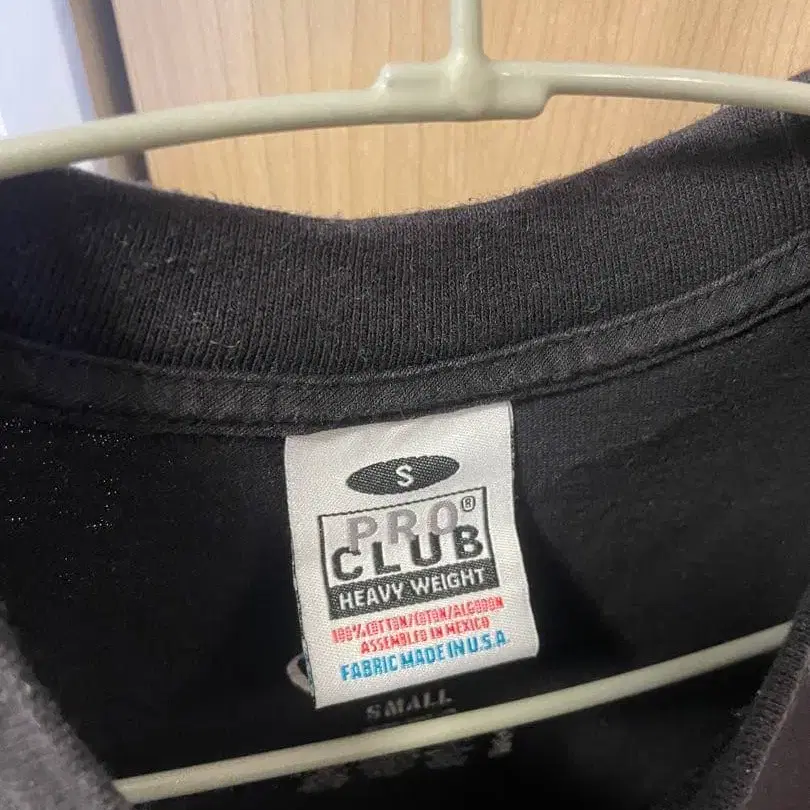 S
PRO®
CLUB
HEAVY WEIGHT
100% COTTON/COTON/ALGODON
ASSEMBLED IN MEXICO
FABRIC MADE IN U.S.A
SMALL